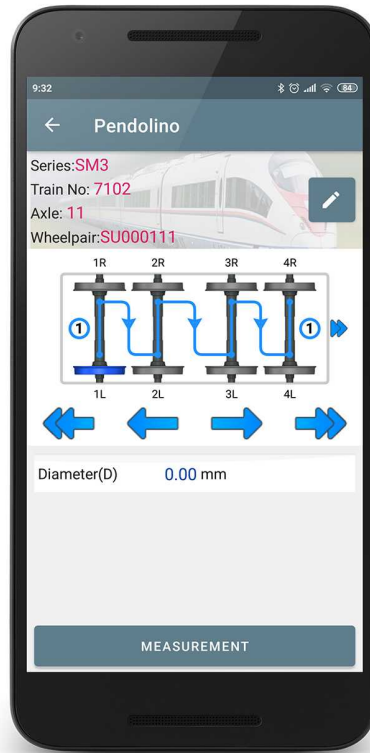 9:32
84
Pendolino
Series:SM3
Train No: 7102
Axle: 11
Wheelpair:SU000111
1R 2R 3R 4R
1 1
1L 2L 3L 4L
Diameter(D) 0.00 mm
MEASUREMENT